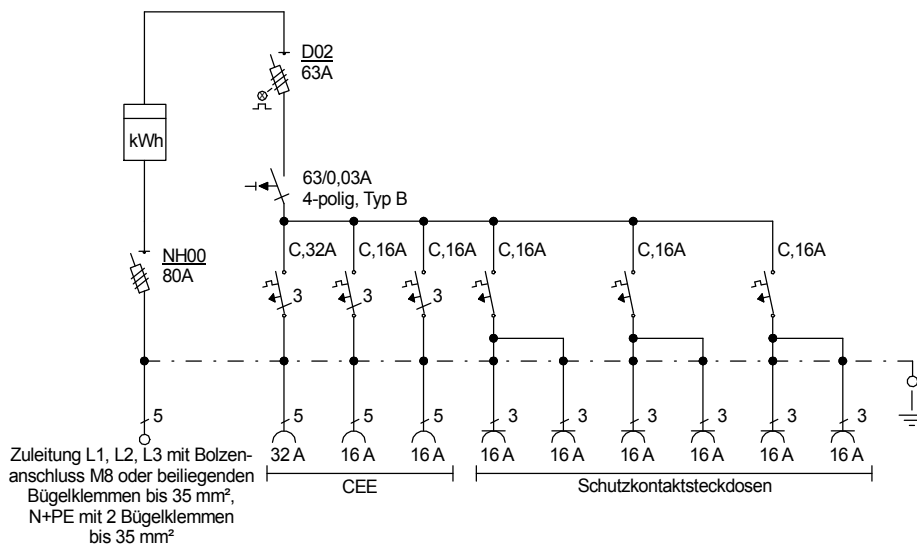 D02
63A
kWh
63/0,03A
4-polig, Typ B
NH00
80A
C,32A
C,16A
C,16A
C,16A
C,16A
C,16A
3
3
3
5
5
5
5
3
3
3
3
3
3
32 A
16 A
16 A
16 A
16 A
16 A
16 A
16 A
16 A
CEE
Schutzkontaktsteckdosen
Zuleitung L1, L2, L3 mit Bolzen-
anschluss M8 oder beiliegenden
Bügelklemmen bis 35 mm²,
N+PE mit 2 Bügelklemmen
bis 35 mm²